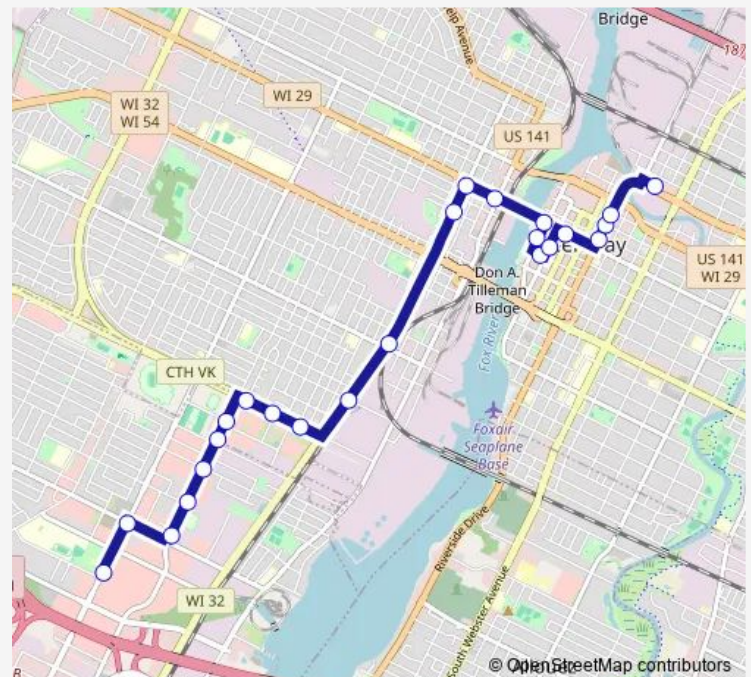 Bridge
187
WI 32
WI 54
WI 29
US 141
US 141
WI 29
Don A.
Tilleman
Bridge
Fox River
CTH VK
Foxair
Seaplane
Base
Riverside Drive
South Webster Avenue
WI 32
© OpenStreetMap contributors